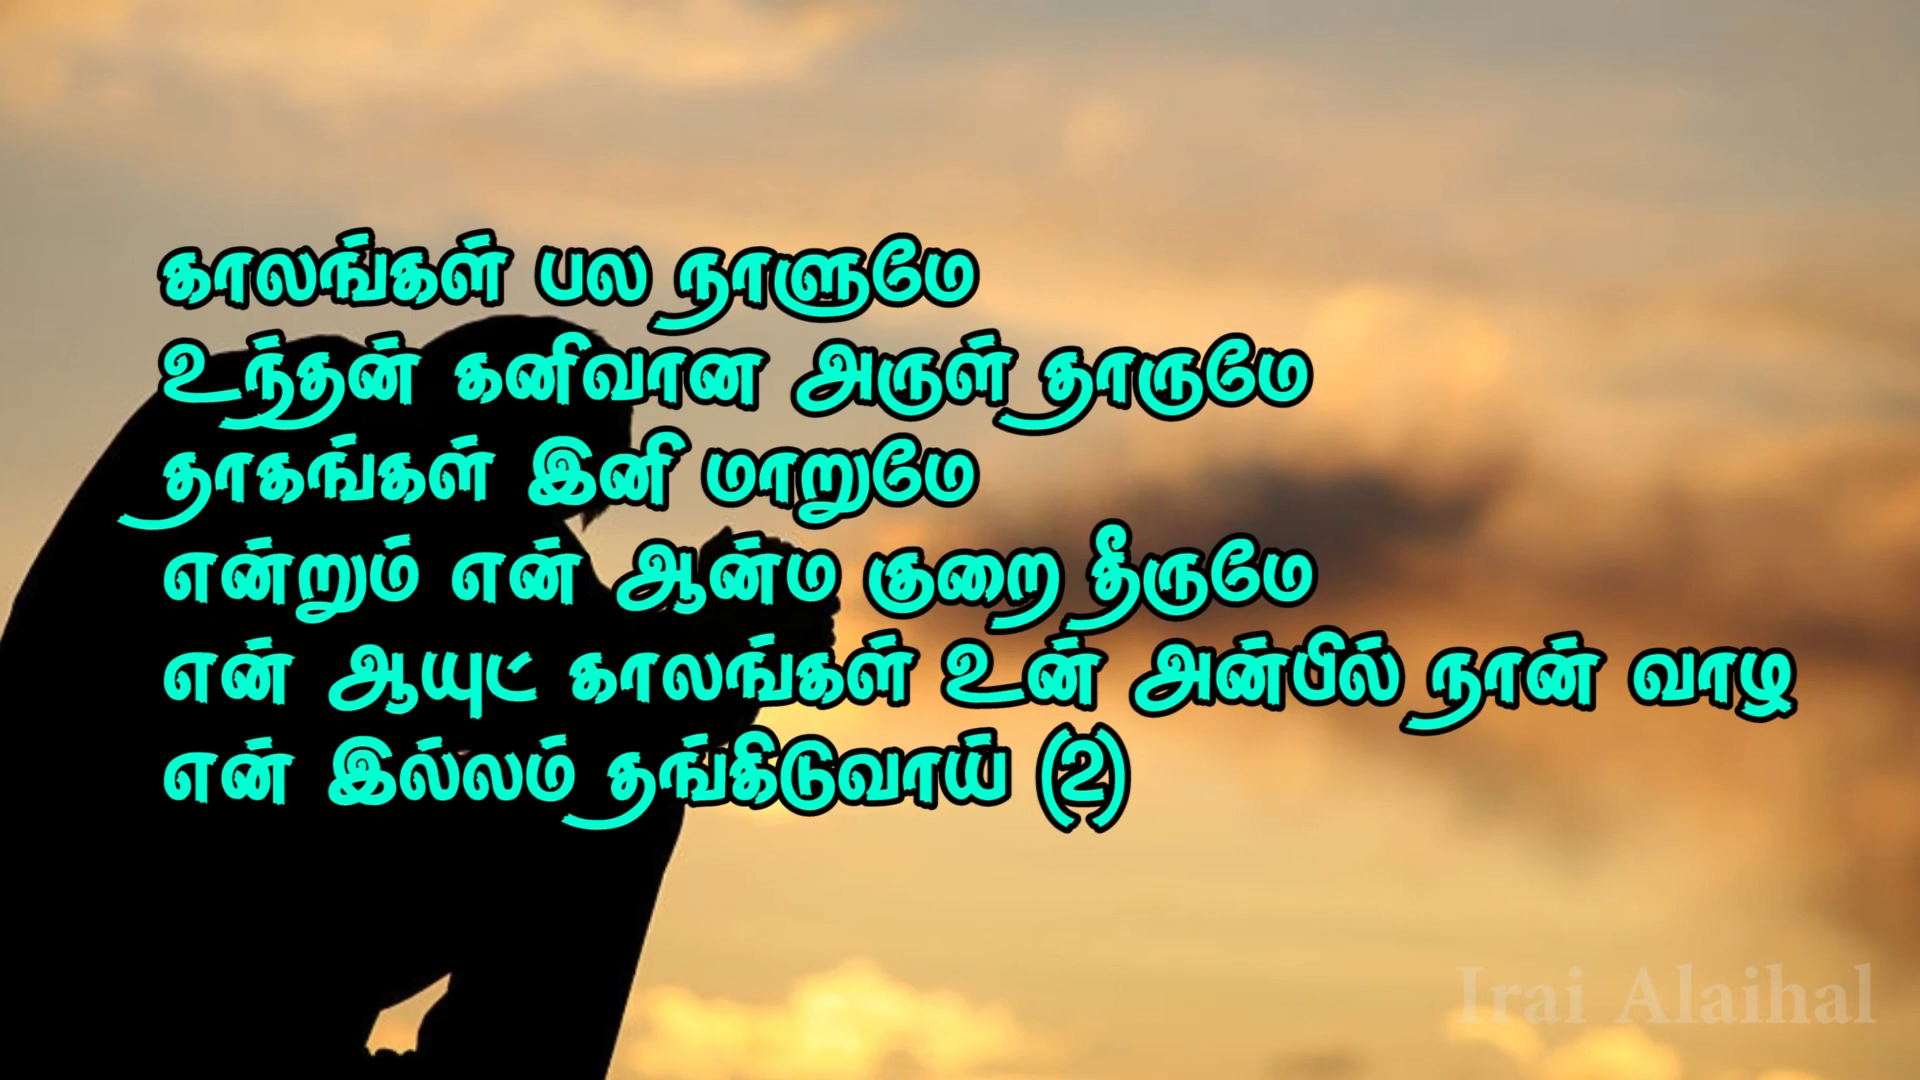 காலங்கள் பல நாளுமே
உந்தன் கனிவான அருள் தாருமே
தாகங்கள் இனி மாறுமே
என்றும் என் ஆன்ம குறை தீருமே
என் ஆயுட் காலங்கள் உன் அன்பில் நான் வாழ
என் இல்லம் தங்கிடுவாய் (2)
Irai Alaihal